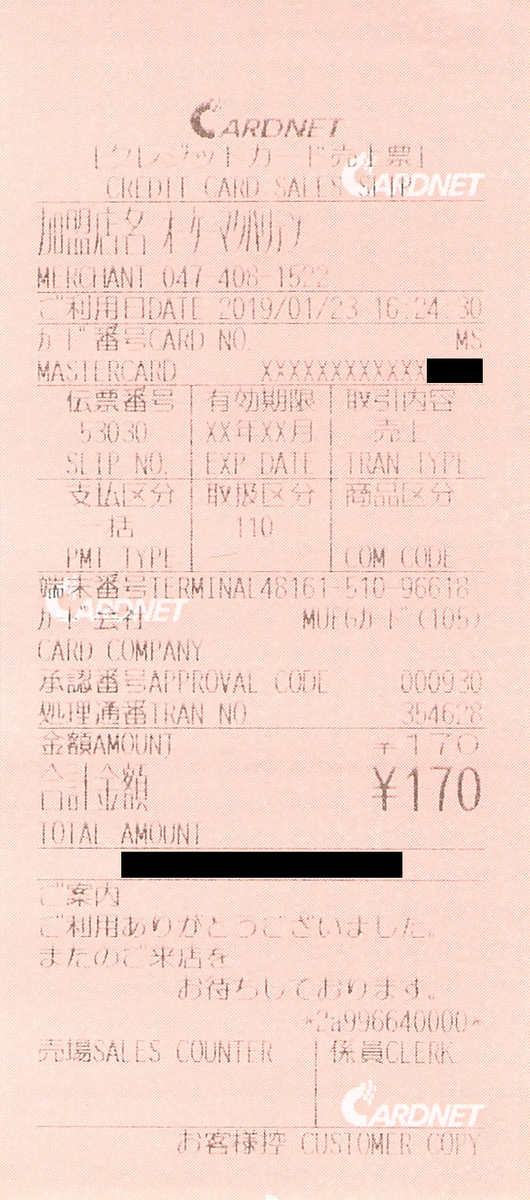 CARDNET
[クレジットカード売上票]
CREDIT CARD SALES SLIP
CARDNET
加盟店名
MERCHANT 047-408-1522
ご利用日DATE 2019/01/23 16:24:30
カード番号CARD NO. MS
MASTERCARD XXXXXXXXXXXX
伝票番号 有効期限 取引内容
53030 XX年XX月 売上
SLIP NO. EXP DATE TRAN TYPE
支払区分 取扱区分 商品区分
一括 110
PMT TYPE COM CODE
端末番号TERMINAL48161-510-96618
CARDNET
カード会社 MUFGカード(105)
CARD COMPANY
承認番号APPROVAL CODE 000930
処理通番TRAN NO 354628
金額AMOUNT ¥170
合計金額 ¥170
TOTAL AMOUNT
ご案内
ご利用ありがとうございました。
またのご来店を
お待ちしております。
*2a996640000*
売場SALES COUNTER 係員CLERK
CARDNET
お客様控 CUSTOMER COPY